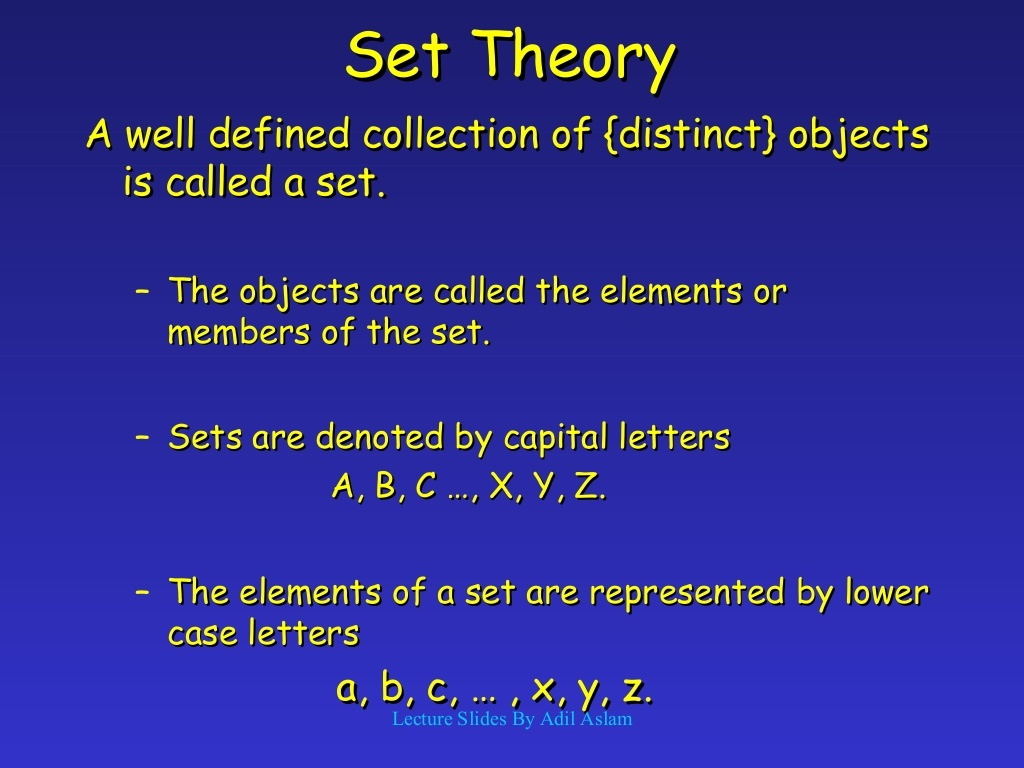 Set Theory
A well defined collection of {distinct} objects
is called a set.
– The objects are called the elements or
members of the set.
– Sets are denoted by capital letters
A, B, C …, X, Y, Z.
– The elements of a set are represented by lower
case letters
a, b, c, … , x, y, z.
Lecture Slides By Adil Aslam